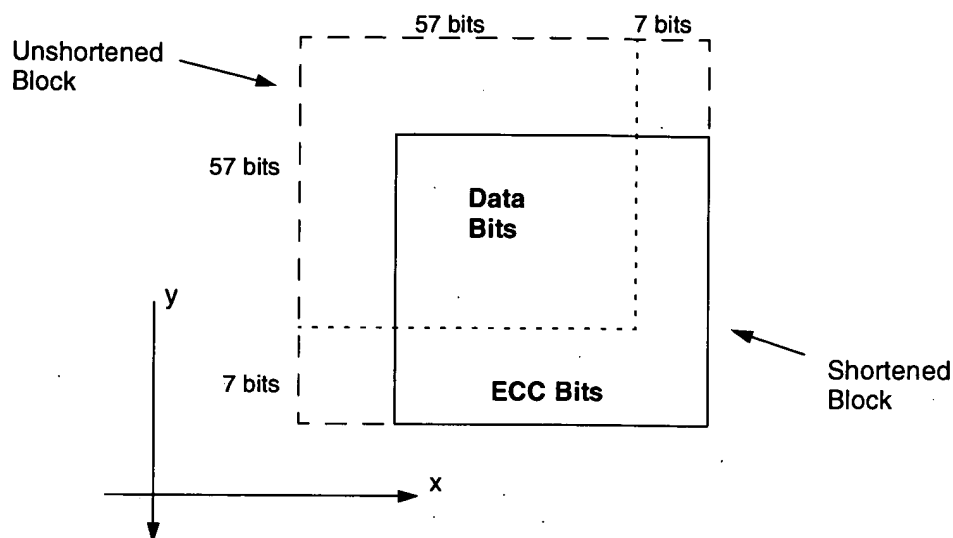 57 bits
7 bits
Unshortened
Block
57 bits
Data
Bits
y
7 bits
ECC Bits
Shortened
Block
x